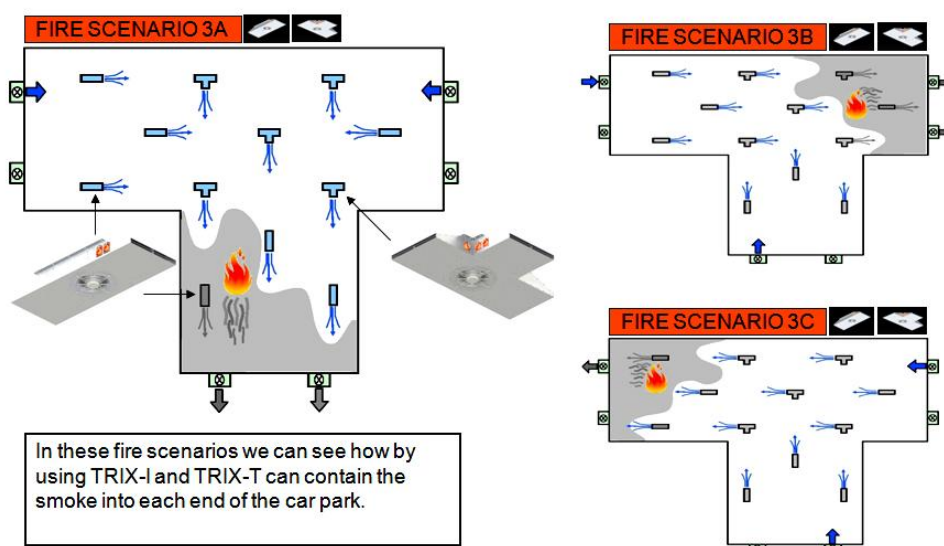 FIRE SCENARIO 3A
FIRE SCENARIO 3B
FIRE SCENARIO 3C
In these fire scenarios we can see how by
using TRIX-I and TRIX-T can contain the
smoke into each end of the car park.